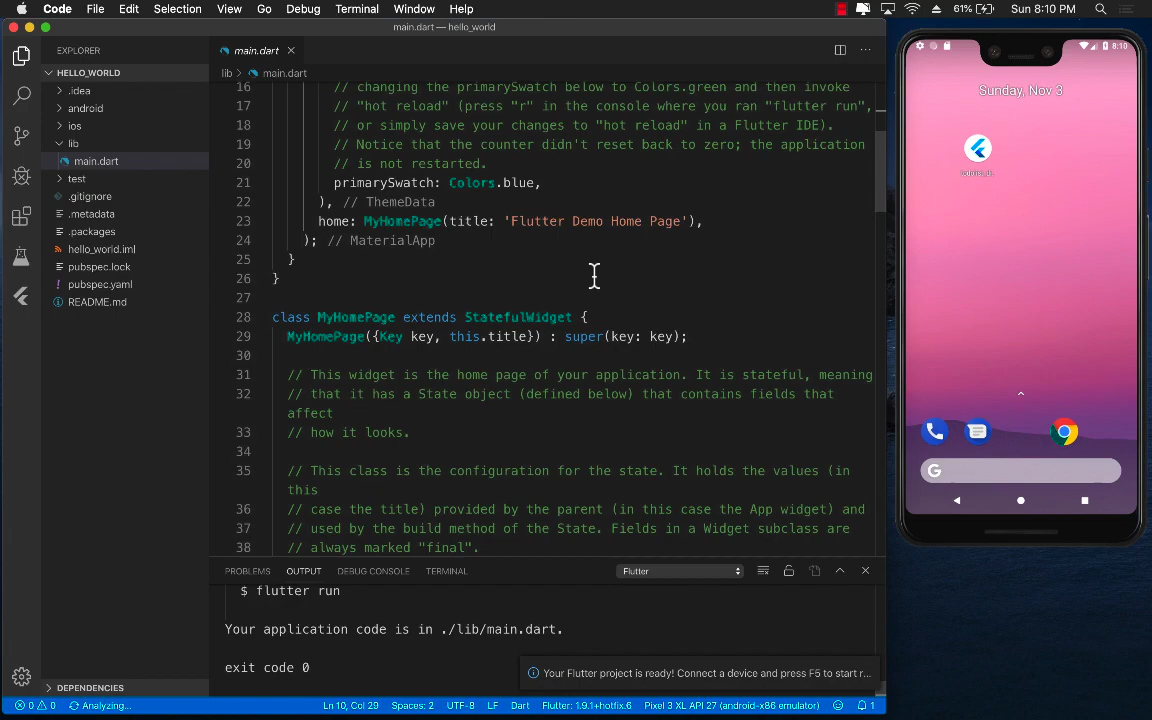 Code File Edit Selection View Go Debug Terminal Window Help 61% Sun 8:10 PM
main.dart — hello_world
EXPLORER
HELLO_WORLD
.idea
android
ios
lib
main.dart
test
.gitignore
.metadata
.packages
hello_world.iml
pubspec.lock
pubspec.yaml
README.md
DEPENDENCIES
main.dart
lib main.dart
16 // changing the primarySwatch below to Colors.green and then invoke
17 // "hot reload" (press "r" in the console where you ran "flutter run",
18 // or simply save your changes to "hot reload" in a Flutter IDE).
19 // Notice that the counter didn't reset back to zero; the application
20 // is not restarted.
21 primarySwatch: Colors.blue,
22 ), // ThemeData
23 home: MyHomePage(title: 'Flutter Demo Home Page'),
24 ); // MaterialApp
25 }
26 }
27
28 class MyHomePage extends StatefulWidget {
29 MyHomePage({Key key, this.title}) : super(key: key);
30
31 // This widget is the home page of your application. It is stateful, meaning
32 // that it has a State object (defined below) that contains fields that
affect
33 // how it looks.
34
35 // This class is the configuration for the state. It holds the values (in
this
36 // case the title) provided by the parent (in this case the App widget) and
37 // used by the build method of the State. Fields in a Widget subclass are
38 // always marked "final".
PROBLEMS OUTPUT DEBUG CONSOLE TERMINAL Flutter
$ flutter run
Your application code is in ./lib/main.dart.
exit code 0
Your Flutter project is ready! Connect a device and press F5 to start r...
0 0 Analyzing... Ln 10, Col 29 Spaces: 2 UTF-8 LF Dart Flutter: 1.9.1+hotfix.6 Pixel 3 XL API 27 (android-x86 emulator) 1
8:10
Sunday, Nov 3
G